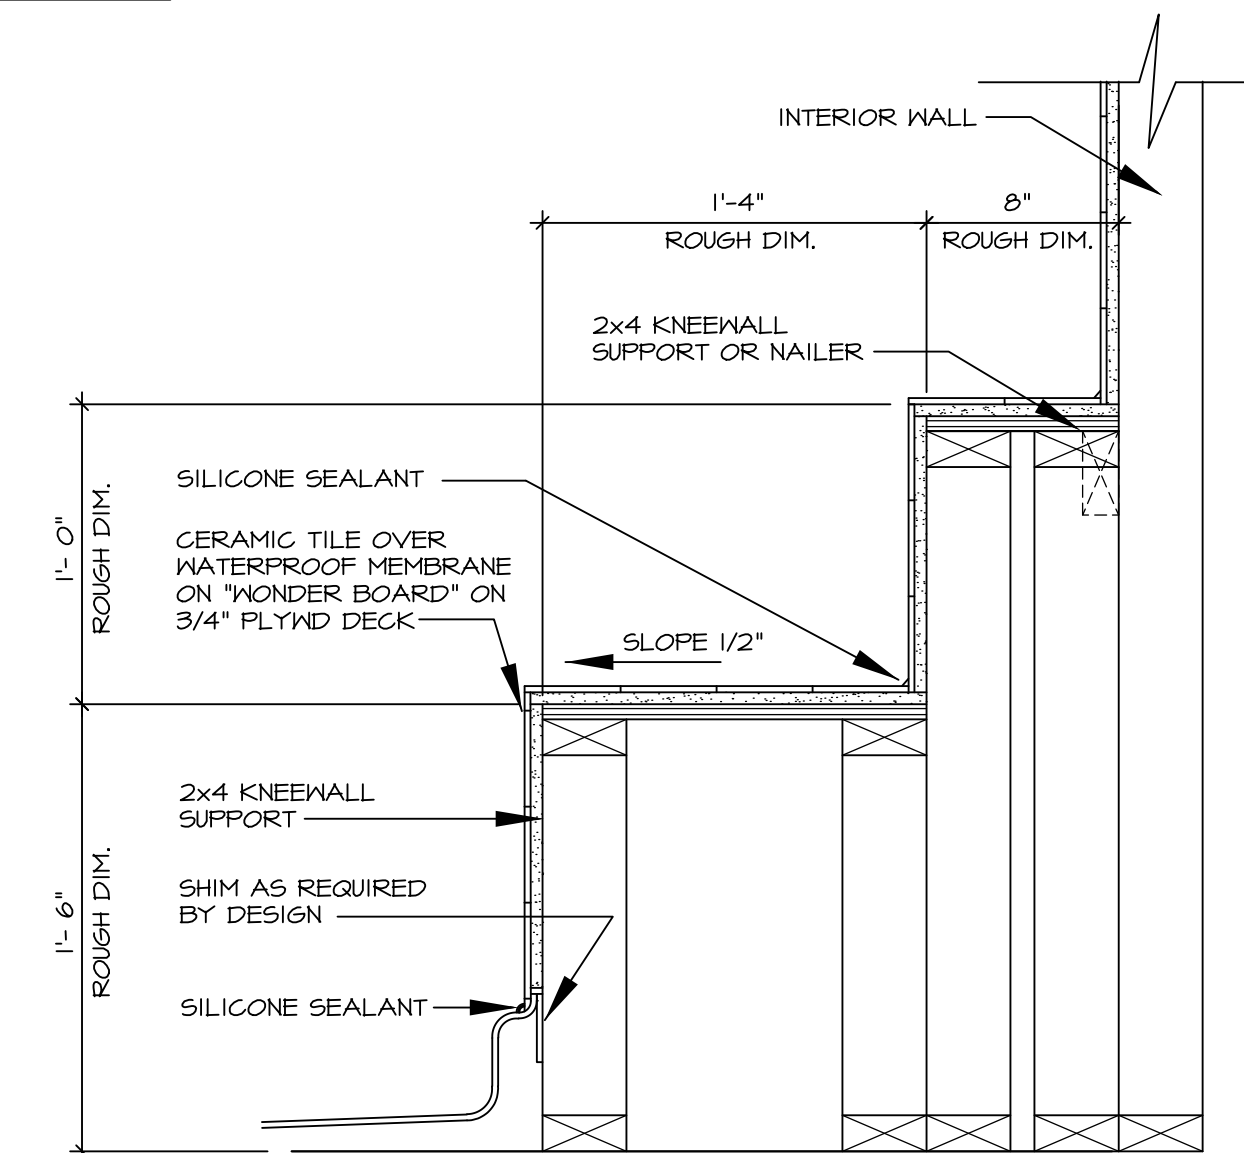 INTERIOR WALL
1'-4"
8"
ROUGH DIM.
ROUGH DIM.
2x4 KNEEWALL
SUPPORT OR NAILER
SILICONE SEALANT
1'- 0"
ROUGH DIM.
CERAMIC TILE OVER
WATERPROOF MEMBRANE
ON "WONDER BOARD" ON
3/4" PLYWD DECK
SLOPE 1/2"
2x4 KNEEWALL
SUPPORT
1'- 6"
ROUGH DIM.
SHIM AS REQUIRED
BY DESIGN
SILICONE SEALANT